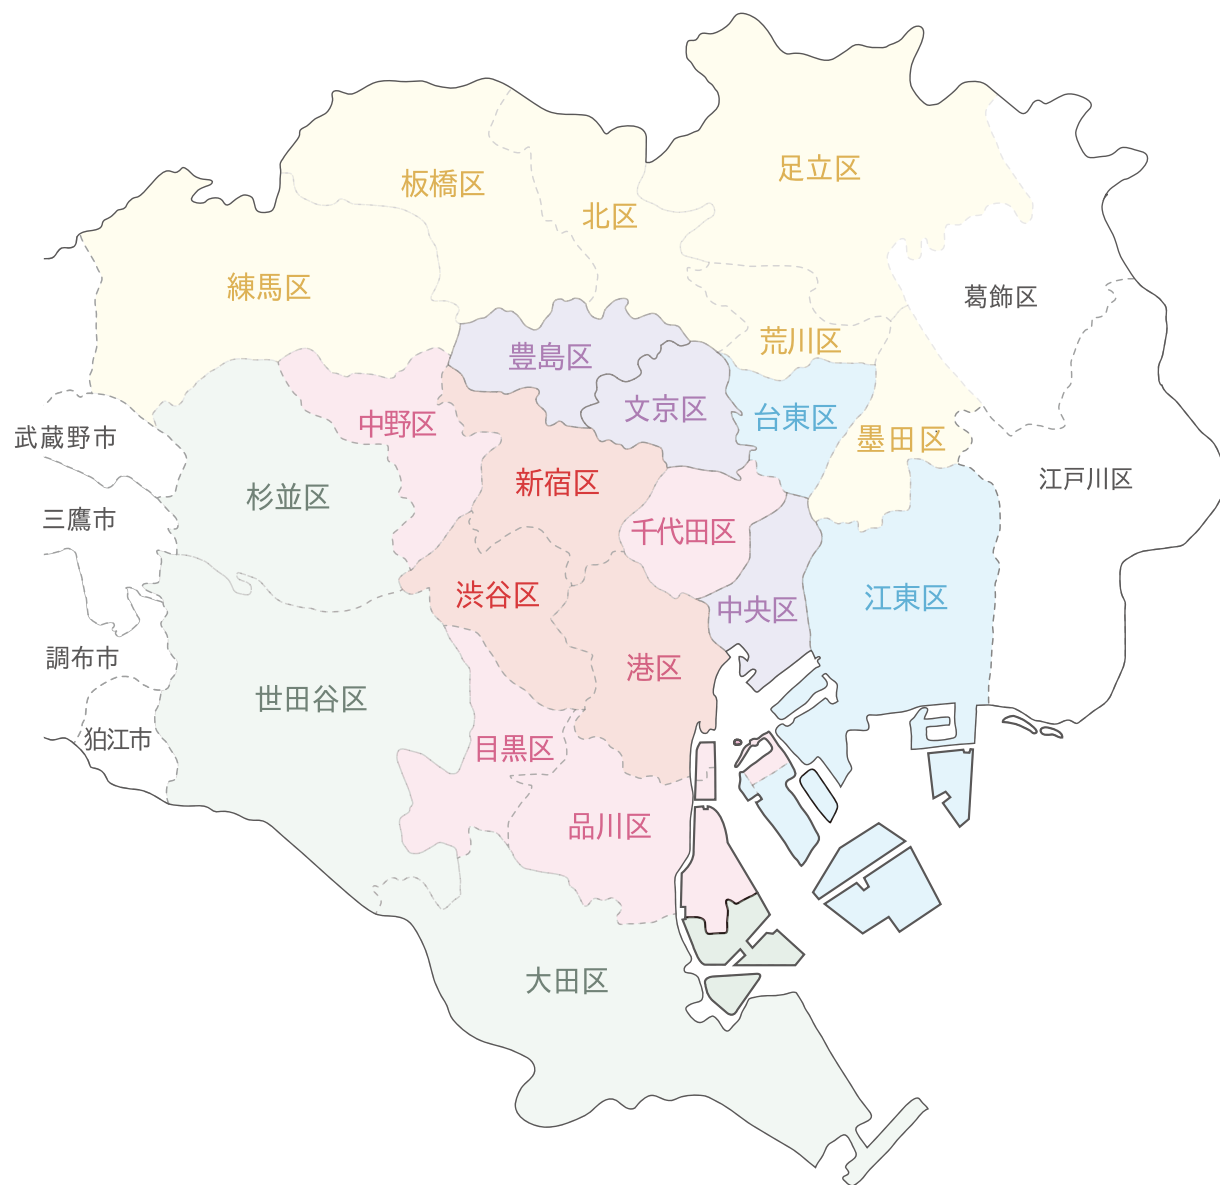 足立区
板橋区
北区
練馬区
葛飾区
荒川区
豊島区
文京区
台東区
中野区
墨田区
武蔵野市
江戸川区
新宿区
杉並区
三鷹市
千代田区
渋谷区
江東区
中央区
調布市
港区
世田谷区
狛江市
目黒区
品川区
大田区